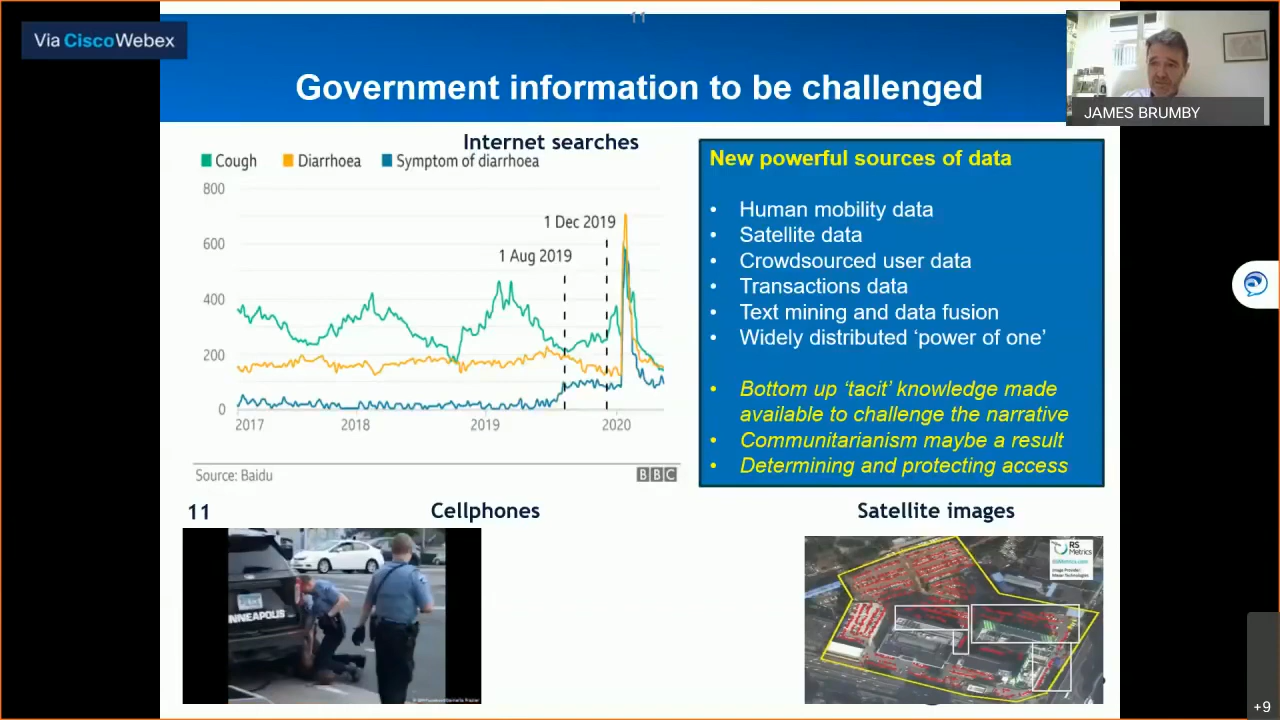 11
Via CiscoWebex
Government information to be challenged
JAMES BRUMBY
Internet searches
Cough Diarrhoea Symptom of diarrhoea
800
600
400
200
0
1 Dec 2019
1 Aug 2019
2017 2018 2019 2020
Source: Baidu
BBC
New powerful sources of data
• Human mobility data
• Satellite data
• Crowdsourced user data
• Transactions data
• Text mining and data fusion
• Widely distributed ‘power of one’
• Bottom up ‘tacit’ knowledge made
available to challenge the narrative
• Communitarianism maybe a result
• Determining and protecting access
11
Cellphones
Satellite images
NNEAPOLIS
RS
Metrics
Image Provider:
+9